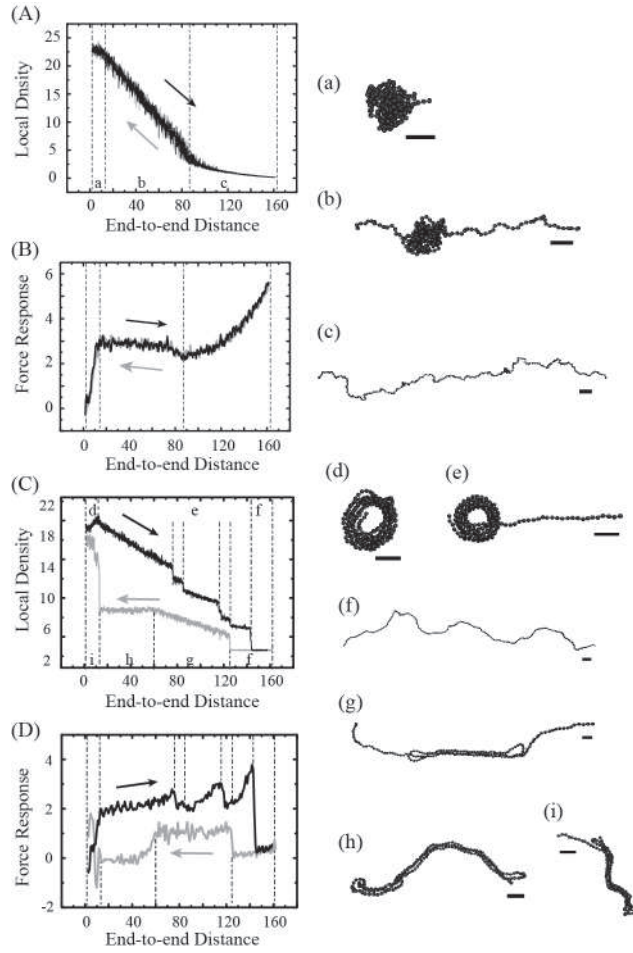 (A)
25
20
15
10
5
0
Local Dnsity
a
b
c
0
40
80
120
160
End-to-end Distance
(B)
6
4
2
0
Force Response
0
40
80
120
160
End-to-end Distance
(C)
22
18
14
10
6
2
Local Density
d
e
f
i
h
g
f
0
40
80
120
160
End-to-end Distance
(D)
4
2
0
-2
Force Response
0
40
80
120
160
End-to-end Distance
(a)
(b)
(c)
(d)
(e)
(f)
(g)
(h)
(i)